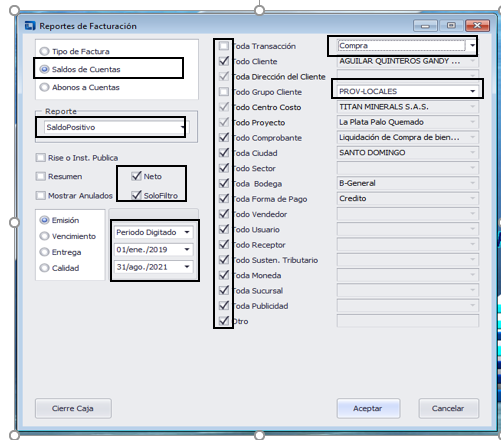 Reportes de Facturación
Tipo de Factura
Saldos de Cuentas
Abonos a Cuentas
Reporte
SaldoPositivo
Rise o Inst. Publica
Resumen
Neto
Mostrar Anulados
SoloFiltro
Emisión
Vencimiento
Entrega
Calidad
Periodo Digitado
01/ene./2019
31/ago./2021
Toda Transacción
Compra
Todo Cliente
AGUILAR QUINTEROS GANDY ...
Toda Dirección del Cliente
Todo Grupo Cliente
PROV-LOCALES
Todo Centro Costo
TITAN MINERALS S.A.S.
Todo Proyecto
La Plata Palo Quemado
Todo Comprobante
Liquidación de Compra de bien...
Toda Ciudad
SANTO DOMINGO
Todo Sector
Toda Bodega
B-General
Toda Forma de Pago
Credito
Todo Vendedor
Todo Usuario
Todo Receptor
Todo Susten. Tributario
Toda Moneda
Toda Sucursal
Toda Publicidad
Otro
Cierre Caja
Aceptar
Cancelar